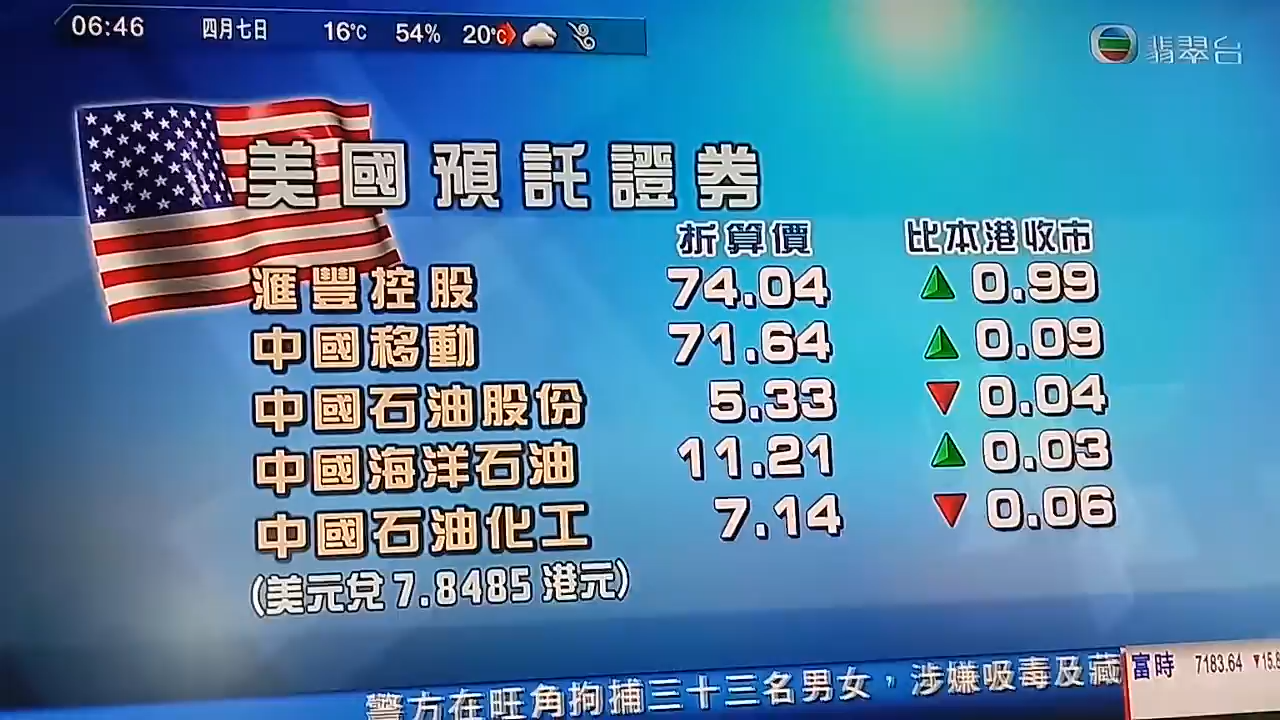 06:46 四月七日 16°C 54% 20°C
翡翠台
美國預託證券
折算價 比本港收市
滙豐控股 74.04 ▲ 0.99
中國移動 71.64 ▲ 0.09
中國石油股份 5.33 ▼ 0.04
中國海洋石油 11.21 ▲ 0.03
中國石油化工 7.14 ▼ 0.06
(美元兌 7.8485 港元)
警方在旺角拘捕三十三名男女，涉嫌吸毒及藏
富時 7183.64 ▼15.8